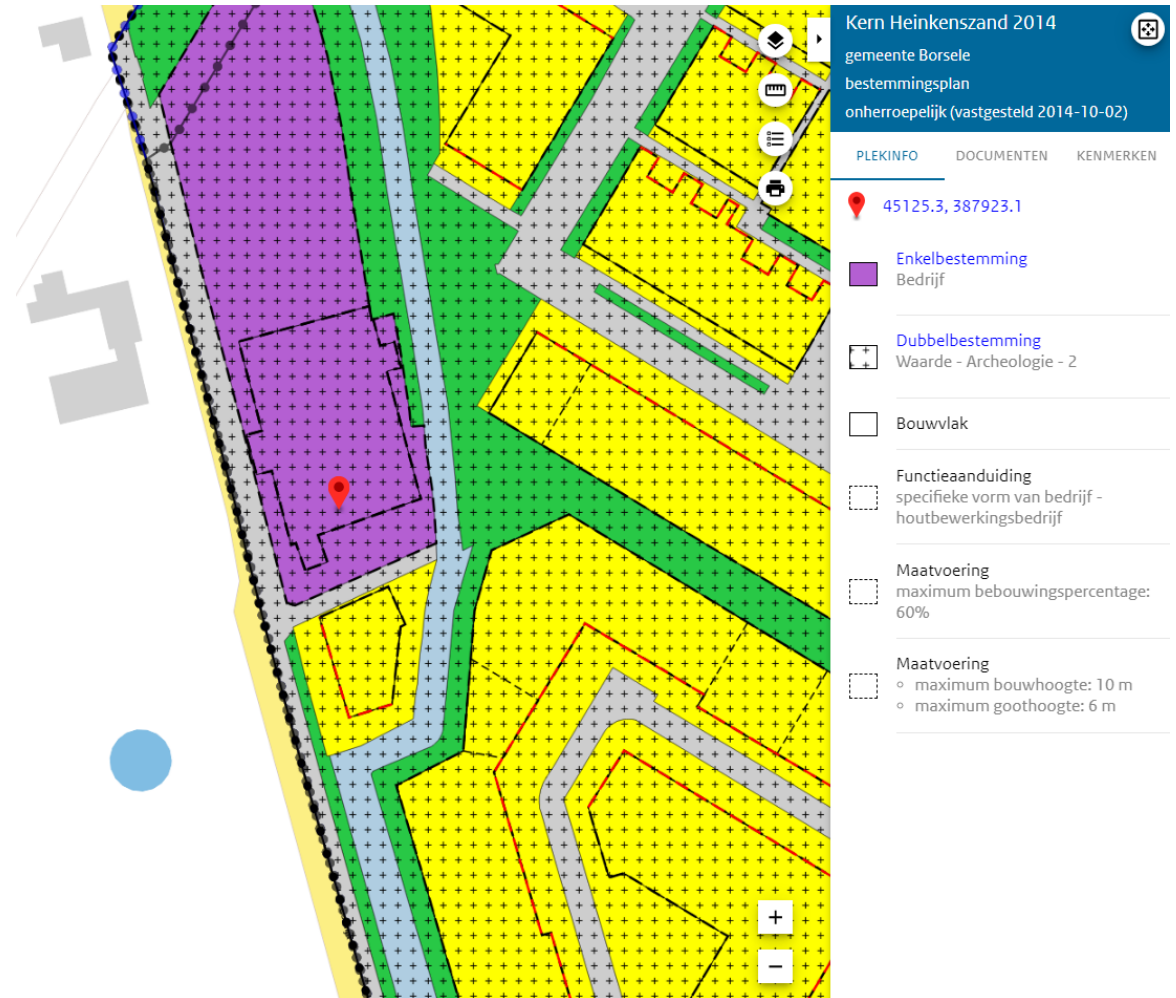 Kern Heinkenszand 2014
gemeente Borsele
bestemmingsplan
onherroepelijk (vastgesteld 2014-10-02)
PLEKINFO DOCUMENTEN KENMERKEN
45125.3, 387923.1
Enkelbestemming
Bedrijf
Dubbelbestemming
Waarde - Archeologie - 2
Bouwvlak
Functieaanduiding
specifieke vorm van bedrijf -
houtbewerkingsbedrijf
Maatvoering
maximum bebouwingspercentage:
60%
Maatvoering
maximum bouwhoogte: 10 m
maximum goothoogte: 6 m